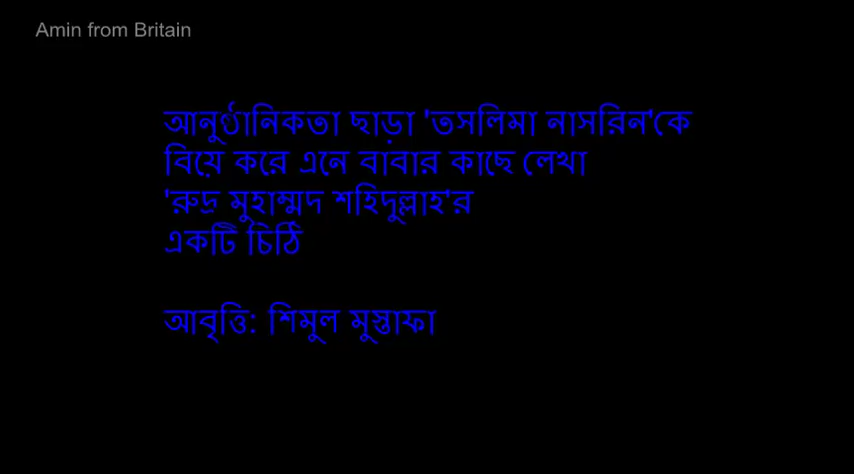 Amin from Britain
আনুষ্ঠানিকতা ছাড়া 'তসলিমা নাসরিন'কে
বিয়ে করে এনে বাবার কাছে লেখা
'রুদ্র মুহাম্মদ শহিদুল্লাহ'র
একটি চিঠি
আবৃত্তি: শিমুল মুস্তাফা